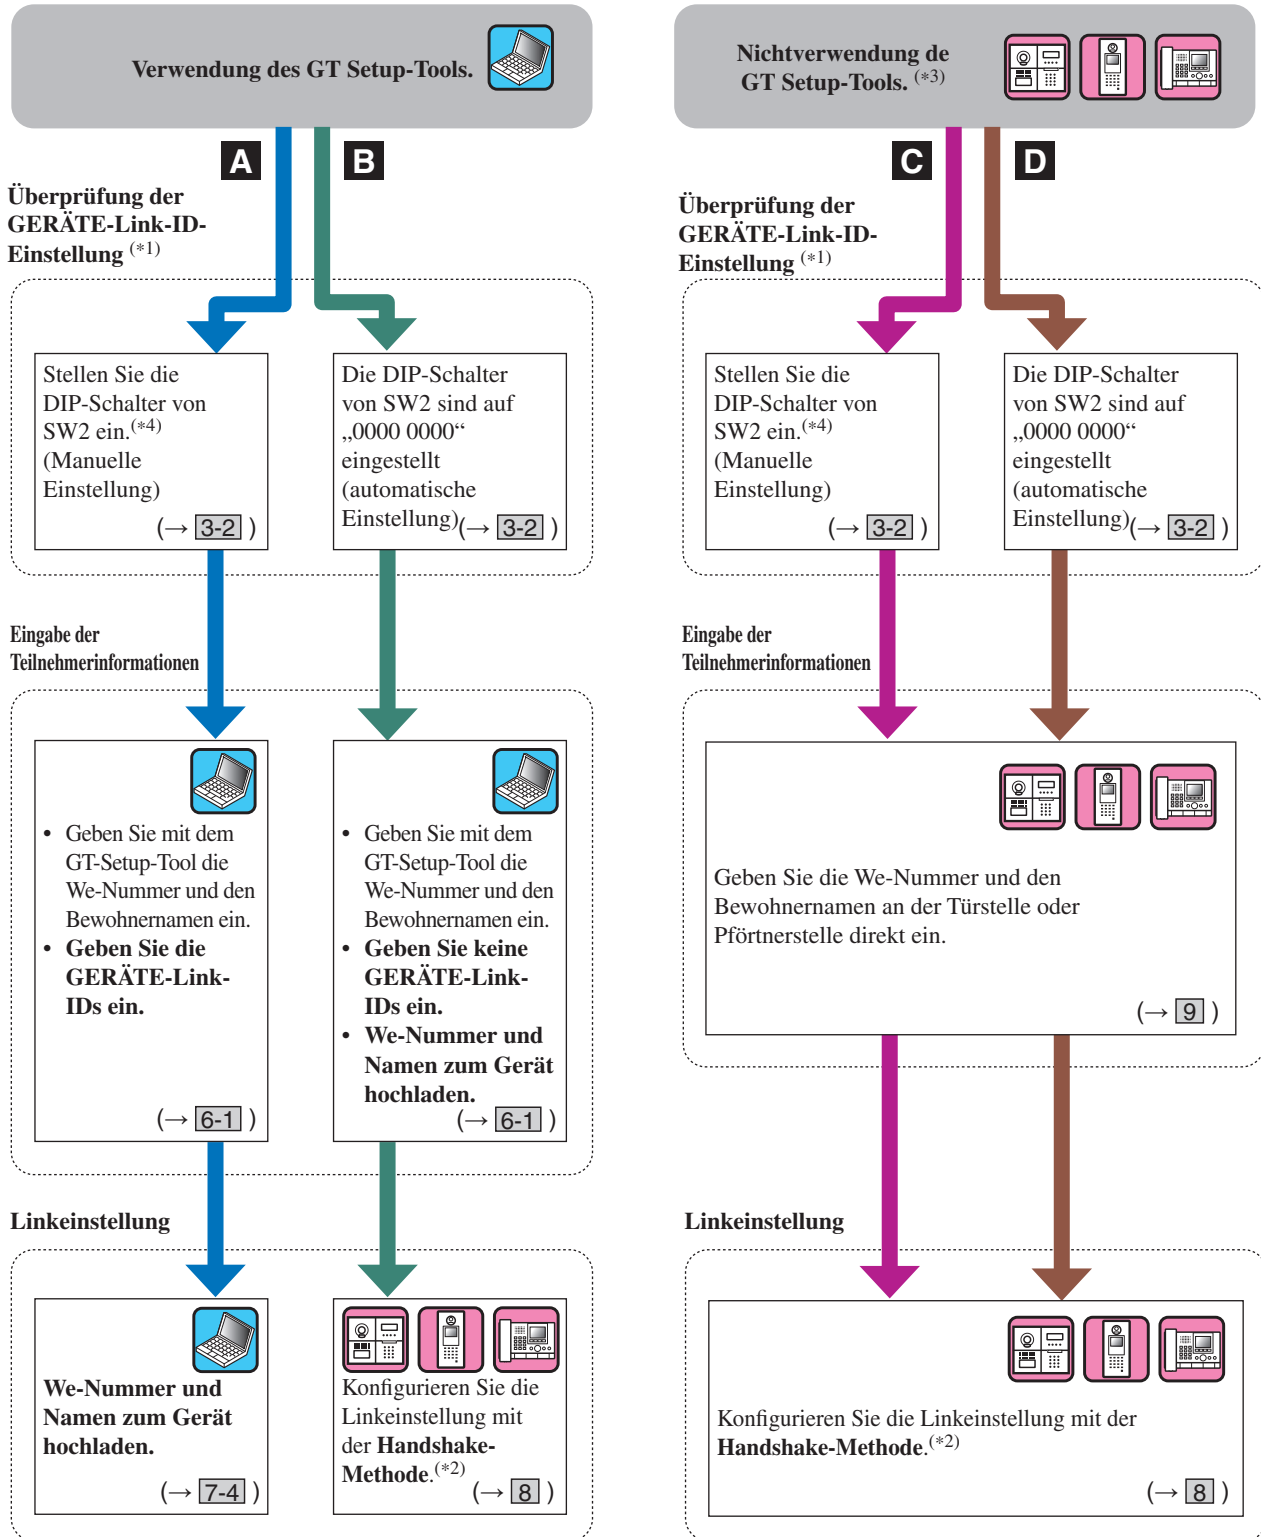 Verwendung des GT Setup-Tools.
Nichtverwendung de
GT Setup-Tools. (*3)
A
B
C
D
Überprüfung der
GERÄTE-Link-ID-
Einstellung (*1)
Stellen Sie die
DIP-Schalter von
SW2 ein.(*4)
(Manuelle
Einstellung)
(→ 3-2 )
Die DIP-Schalter
von SW2 sind auf
„0000 0000“
eingestellt
(automatische
Einstellung)(→ 3-2 )
Überprüfung der
GERÄTE-Link-ID-
Einstellung (*1)
Stellen Sie die
DIP-Schalter von
SW2 ein.(*4)
(Manuelle
Einstellung)
(→ 3-2 )
Die DIP-Schalter
von SW2 sind auf
„0000 0000“
eingestellt
(automatische
Einstellung)(→ 3-2 )
Eingabe der
Teilnehmerinformationen
• Geben Sie mit dem
GT-Setup-Tool die
We-Nummer und den
Bewohnernamen ein.
• Geben Sie die
GERÄTE-Link-
IDs ein.
(→ 6-1 )
• Geben Sie mit dem
GT-Setup-Tool die
We-Nummer und den
Bewohnernamen ein.
• Geben Sie keine
GERÄTE-Link-
IDs ein.
• We-Nummer und
Namen zum Gerät
hochladen.
(→ 6-1 )
Eingabe der
Teilnehmerinformationen
Geben Sie die We-Nummer und den
Bewohnernamen an der Türstelle oder
Pförtnerstelle direkt ein.
(→ 9 )
Linkeinstellung
We-Nummer und
Namen zum Gerät
hochladen.
(→ 7-4 )
Konfigurieren Sie die
Linkeinstellung mit
der Handshake-
Methode.(*2)
(→ 8 )
Linkeinstellung
Konfigurieren Sie die Linkeinstellung mit der
Handshake-Methode.(*2)
(→ 8 )